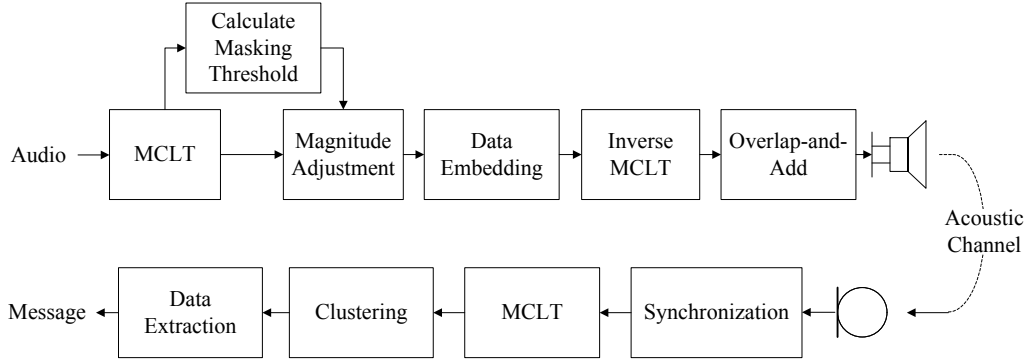 Calculate
Masking
Threshold
Audio
MCLT
Magnitude
Adjustment
Data
Embedding
Inverse
MCLT
Overlap-and-
Add
Acoustic
Channel
Message
Data
Extraction
Clustering
MCLT
Synchronization